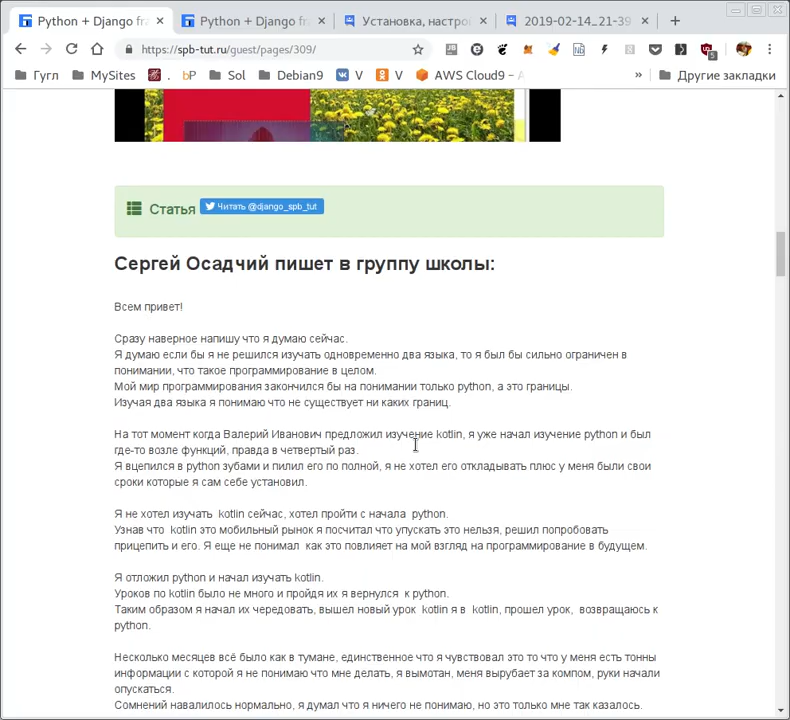 Python + Django fra
Python + Django fra
Установка, настрой
2019-02-14_21-39
https://spb-tut.ru/guest/pages/309/
Гугл
MySites
.
bP
Sol
Debian9
V
V
AWS Cloud9 – A
»
Другие закладки
Статья
Читать @django_spb_tut
Сергей Осадчий пишет в группу школы:
Всем привет!
Сразу наверное напишу что я думаю сейчас.
Я думаю если бы я не решился изучать одновременно два языка, то я был бы сильно ограничен в
понимании, что такое программирование в целом.
Мой мир программирования закончился бы на понимании только python, а это границы.
Изучая два языка я понимаю что не существует ни каких границ.
На тот момент когда Валерий Иванович предложил изучение kotlin, я уже начал изучение python и был
где-то возле функций, правда в четвертый раз.
Я вцепился в python зубами и пилил его по полной, я не хотел его откладывать плюс у меня были свои
сроки которые я сам себе установил.
Я не хотел изучать kotlin сейчас, хотел пройти с начала python.
Узнав что kotlin это мобильный рынок я посчитал что упускать это нельзя, решил попробовать
прицепить и его. Я еще не понимал как это повлияет на мой взгляд на программирование в будущем.
Я отложил python и начал изучать kotlin.
Уроков по kotlin было не много и пройдя их я вернулся к python.
Таким образом я начал их чередовать, вышел новый урок kotlin я в kotlin, прошел урок, возвращаюсь к
python.
Несколько месяцев всё было как в тумане, единственное что я чувствовал это то что у меня есть тонны
информации с которой я не понимаю что мне делать, я вымотан, меня вырубает за компом, руки начали
опускаться.
Сомнений навалилось нормально, я думал что я ничего не понимаю, но это только мне так казалось.